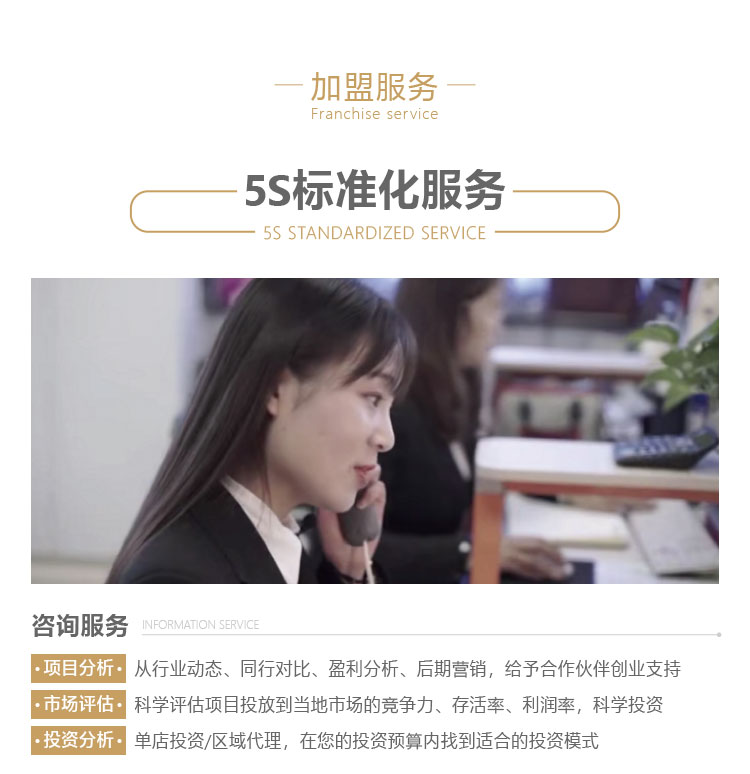 加盟服务
Franchise service
5S标准化服务
5S STANDARDIZED SERVICE
咨询服务 INFORMATION SERVICE
·项目分析· 从行业动态、同行对比、盈利分析、后期营销，给予合作伙伴创业支持
·市场评估· 科学评估项目投放到当地市场的竞争力、存活率、利润率，科学投资
·投资分析· 单店投资/区域代理，在您的投资预算内找到适合的投资模式